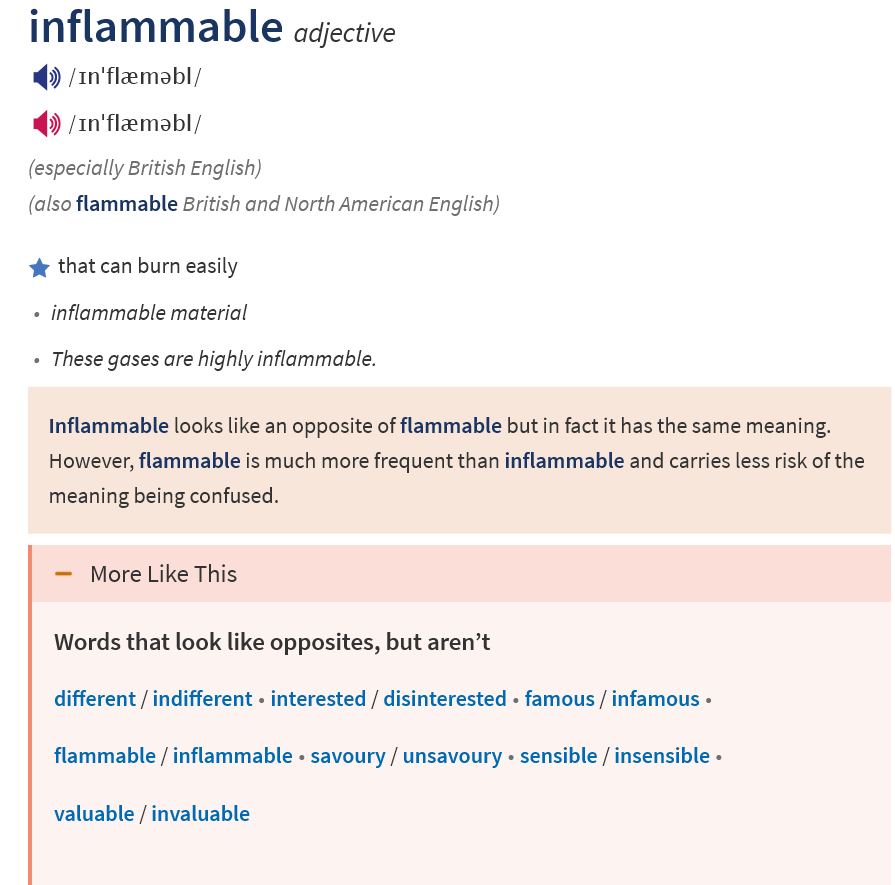 inflammable adjective
/ɪnˈflæməbl/
/ɪnˈflæməbl/
(especially British English)
(also flammable British and North American English)
that can burn easily
• inflammable material
• These gases are highly inflammable.
Inflammable looks like an opposite of flammable but in fact it has the same meaning.
However, flammable is much more frequent than inflammable and carries less risk of the
meaning being confused.
More Like This
Words that look like opposites, but aren’t
different / indifferent • interested / disinterested • famous / infamous •
flammable / inflammable • savoury / unsavoury • sensible / insensible •
valuable / invaluable